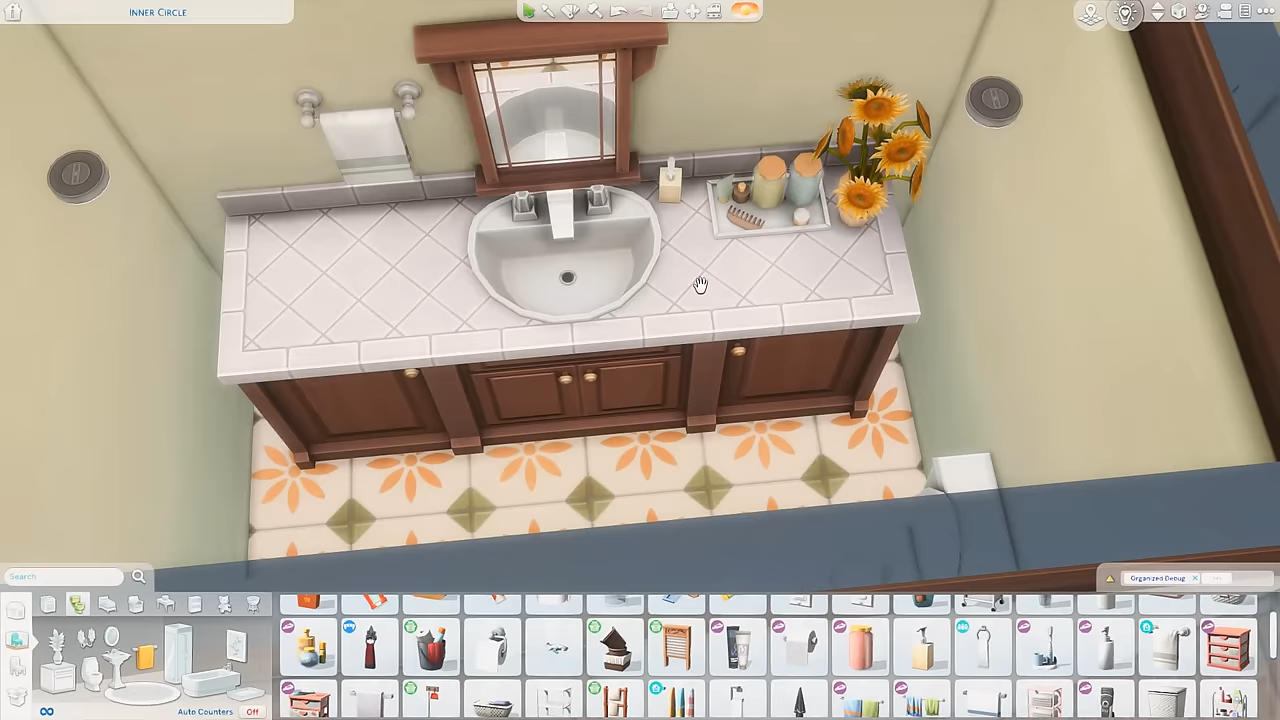 INNER CIRCLE
Search
Organized Debug
Auto Counters
Off